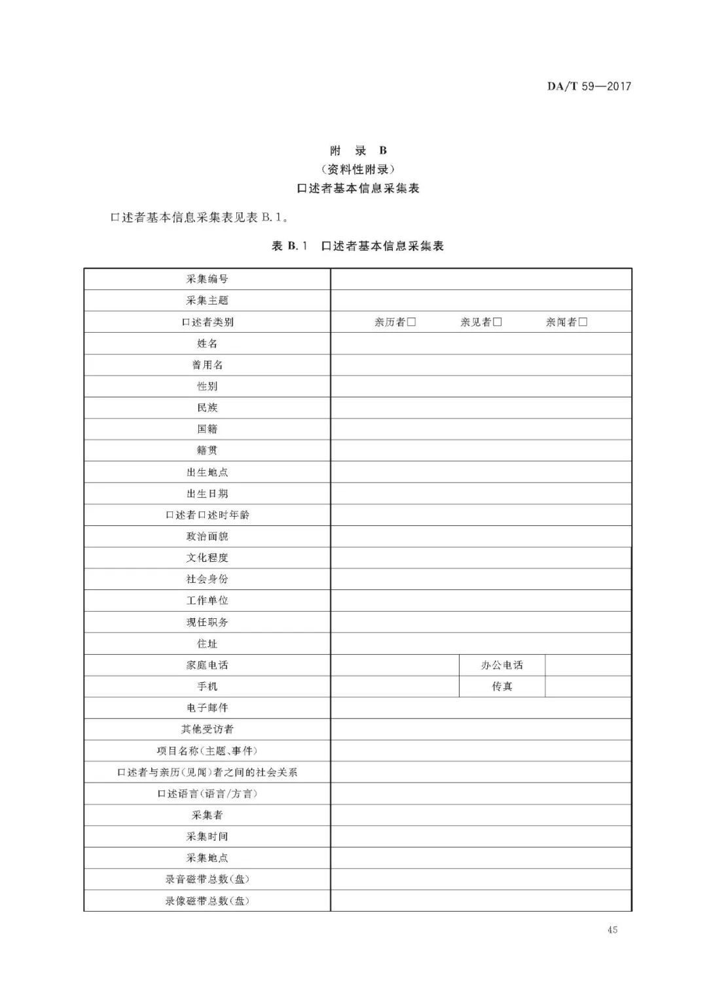 DA/T 59—2017
附 录 B
(资料性附录)
口述者基本信息采集表
口述者基本信息采集表见表 B.1。
表 B.1 口述者基本信息采集表
采集编号
采集主题
口述者类别 亲历者□ 亲见者□ 亲闻者□
姓名
曾用名
性别
民族
国籍
籍贯
出生地点
出生日期
口述者口述时年龄
政治面貌
文化程度
社会身份
工作单位
现任职务
住址
家庭电话 办公电话
手机 传真
电子邮件
其他受访者
项目名称(主题、事件)
口述者与亲历(见闻)者之间的社会关系
口述语言(语言/方言)
采集者
采集时间
采集地点
录音磁带总数(盘)
录像磁带总数(盘)
45